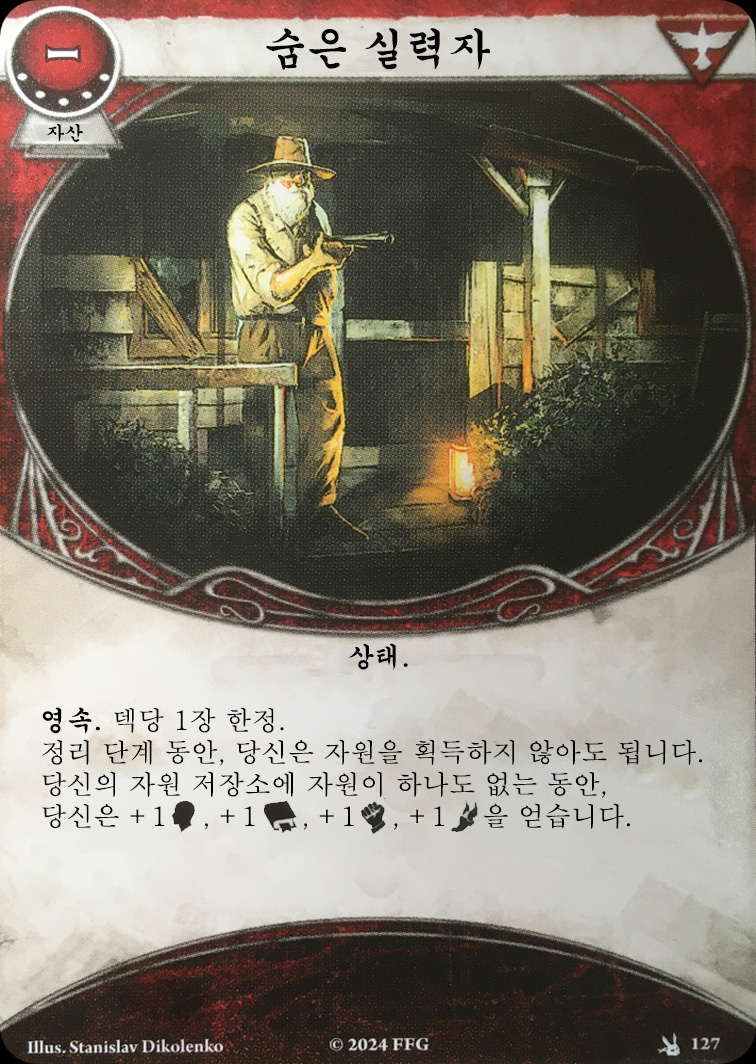 숨은 실력자
자산
상태.
영속. 덱당 1장 한정.
정리 단계 동안, 당신은 자원을 획득하지 않아도 됩니다.
당신의 자원 저장소에 자원이 하나도 없는 동안,
당신은 +1, +1, +1, +1을 얻습니다.
Illus. Stanislav Dikolenko
© 2024 FFG
127